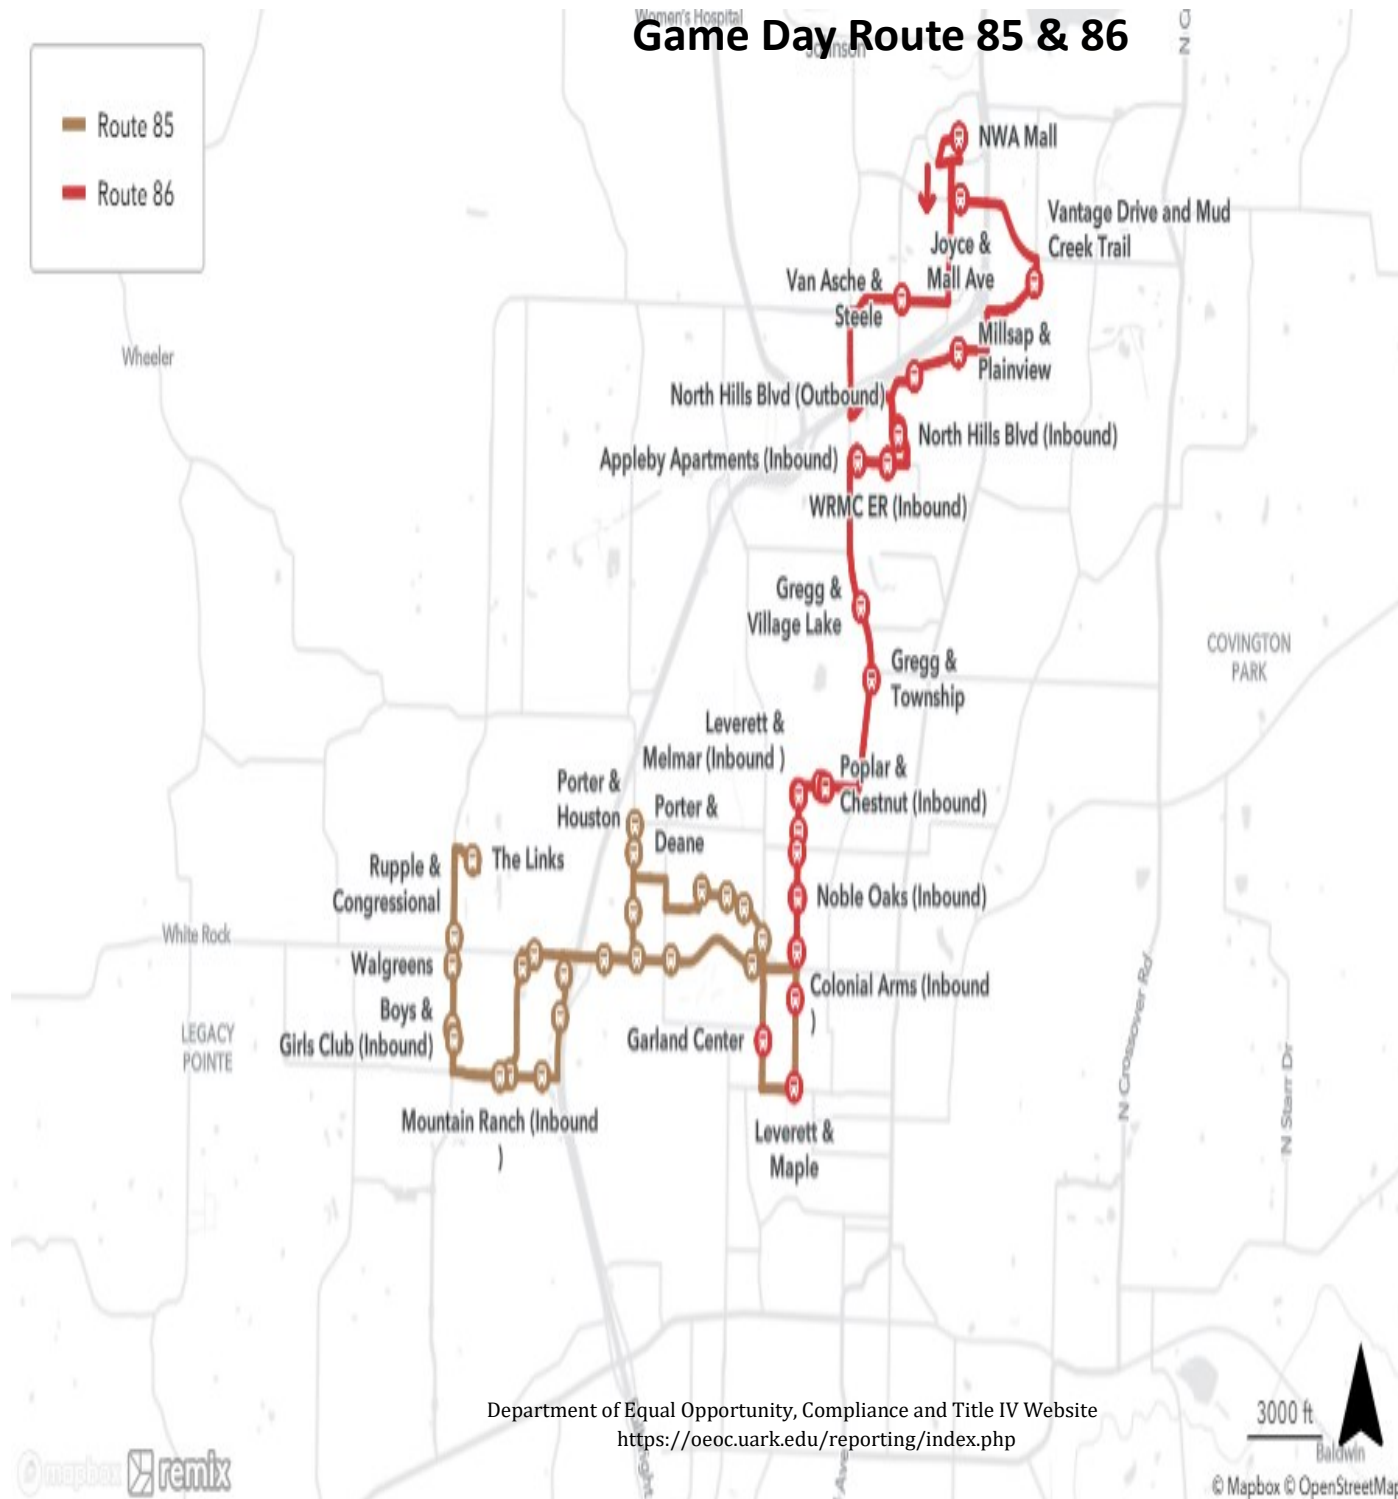 Women's Hospital
Game Day Route 85 & 86
Johnson
Route 85
Route 86
NWA Mall
Vantage Drive and Mud
Creek Trail
Joyce &
Mall Ave
Van Asche &
Steele
Millsap &
Plainview
Wheeler
North Hills Blvd (Outbound)
North Hills Blvd (Inbound)
Appleby Apartments (Inbound)
WRMC ER (Inbound)
Gregg &
Village Lake
COVINGTON
PARK
Gregg &
Township
Leverett &
Melmar (Inbound )
Poplar &
Chestnut (Inbound)
Porter &
Houston
Porter &
Deane
The Links
Rupple &
Congressional
Noble Oaks (Inbound)
White Rock
Walgreens
Colonial Arms (Inbound
)
Boys &
Girls Club (Inbound)
LEGACY
POINTE
Garland Center
N Crossover Rd
N Starr Dr
Mountain Ranch (Inbound
)
Leverett &
Maple
Department of Equal Opportunity, Compliance and Title IV Website
https://oeoc.uark.edu/reporting/index.php
3000 ft
Baldwin
mapbox
remix
© Mapbox © OpenStreetMap